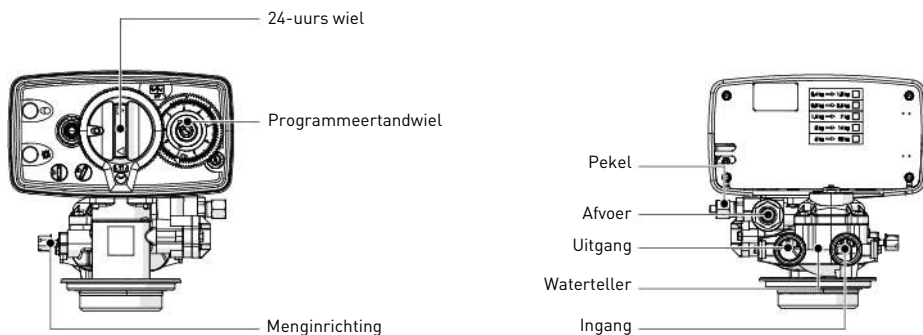 24-uurs wiel
Programmeertandwiel
Menginrichting
Pekel
Afvoer
Uitgang
Waterteller
Ingang